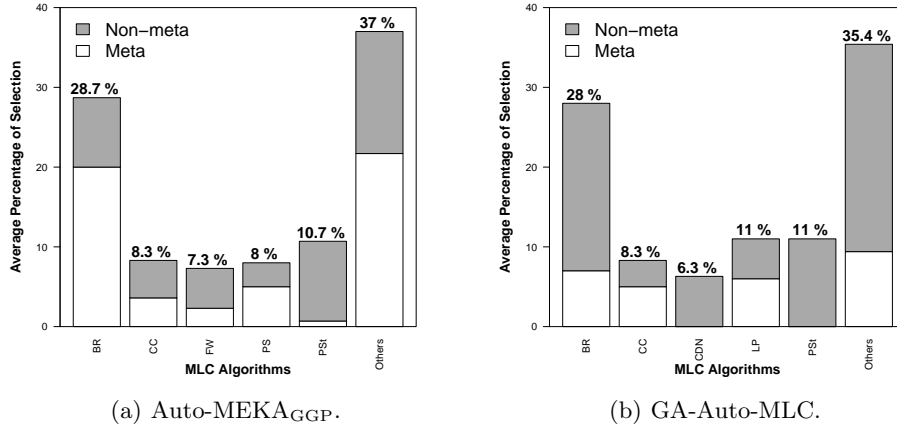 Non−meta
Meta
Average Percentage of Selection
0
10
20
30
40
28.7 %
8.3 %
7.3 %
8 %
10.7 %
37 %
BR
CC
FW
PS
PSt
Others
MLC Algorithms
(a) Auto-MEKAGGP.
Non−meta
Meta
Average Percentage of Selection
0
10
20
30
40
28 %
8.3 %
6.3 %
11 %
11 %
35.4 %
BR
CC
CDN
LP
PSt
Others
MLC Algorithms
(b) GA-Auto-MLC.